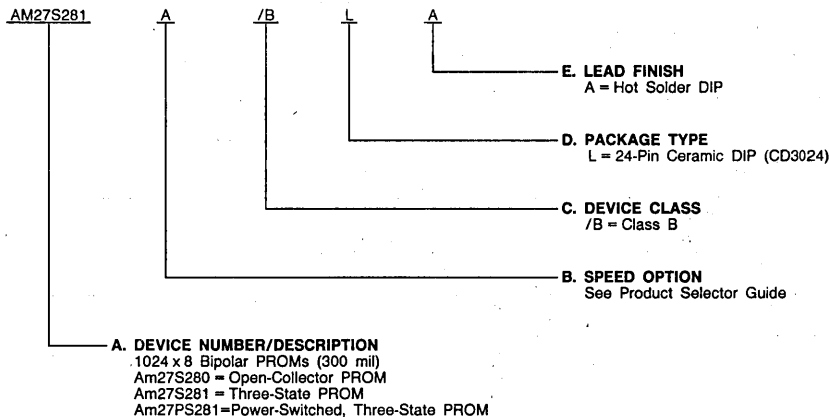 AM27S281 A /B L A
E. LEAD FINISH
A = Hot Solder DIP
D. PACKAGE TYPE
L = 24-Pin Ceramic DIP (CD3024)
C. DEVICE CLASS
/B = Class B
B. SPEED OPTION
See Product Selector Guide
A. DEVICE NUMBER/DESCRIPTION
1024 x 8 Bipolar PROMs (300 mil)
Am27S280 = Open-Collector PROM
Am27S281 = Three-State PROM
Am27PS281=Power-Switched, Three-State PROM